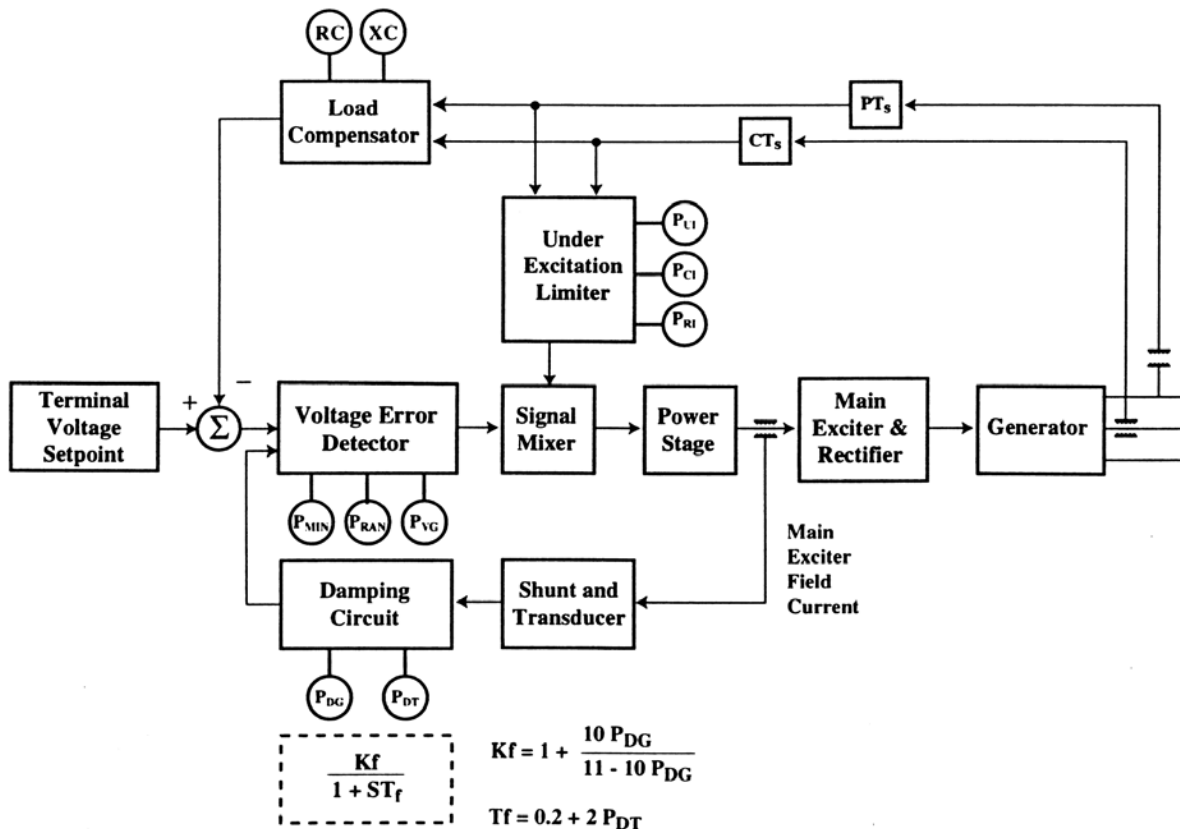 RC XC
Load
Compensator
PTs
CTs
Under
Excitation
Limiter
PUI
PCI
PRI
Terminal
Voltage
Setpoint
+
−
Σ
Voltage Error
Detector
Signal
Mixer
Power
Stage
Main
Exciter &
Rectifier
Generator
PMIN PRAN PVG
Main
Exciter
Field
Current
Damping
Circuit
Shunt and
Transducer
PDG PDT
Kf
1 + STf
Kf = 1 + 10 PDG
11 - 10 PDG
Tf = 0.2 + 2 PDT